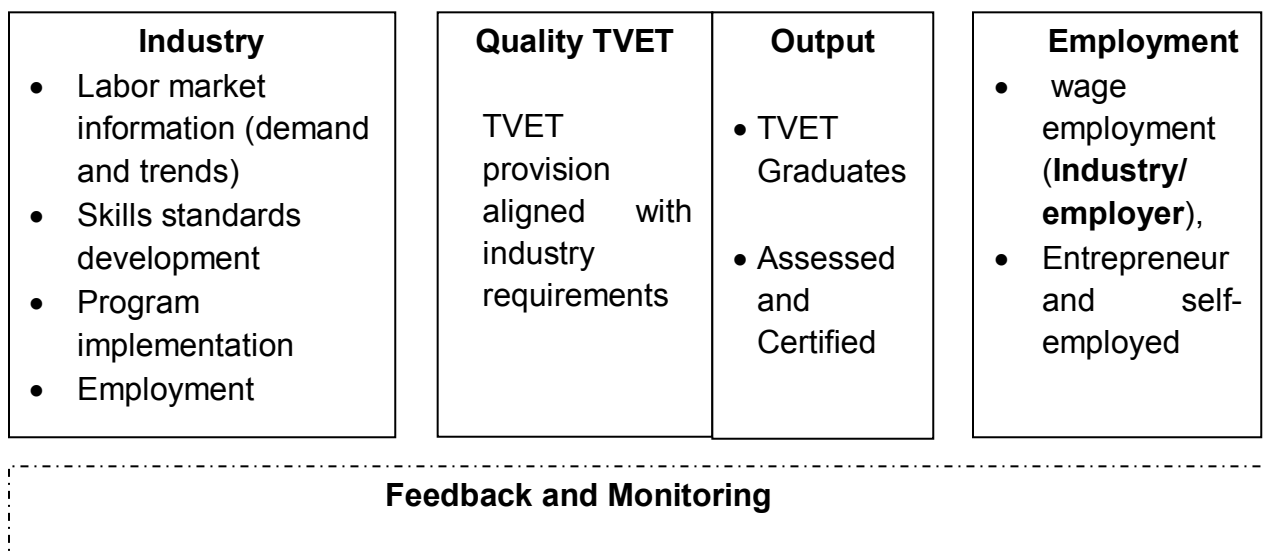 Industry
• Labor market
information (demand
and trends)
• Skills standards
development
• Program
implementation
• Employment
Quality TVET
TVET
provision
aligned with
industry
requirements
Output
• TVET
Graduates
• Assessed
and
Certified
Employment
• wage
employment
(Industry/
employer),
• Entrepreneur
and self-
employed
Feedback and Monitoring